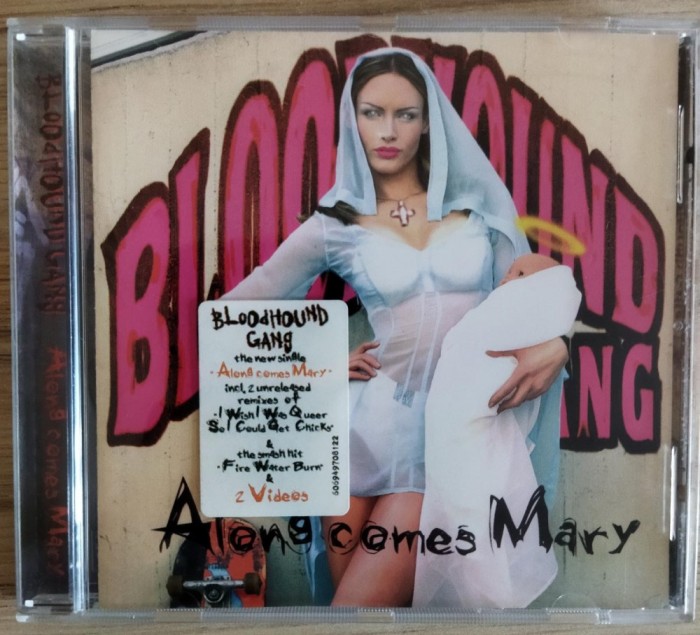 BLOODHOUND GANG Along comes Mary
BLOODHOUND
GANG
BLOODHOUND
GANG
the new single
·Along comes Mary·
incl. 2 unreleased
remixes of
·I Wish I Was Queer
So I Could Get Chicks·
&
the smash hit
·Fire Water Burn·
&
2 Videos
606949708122
Along comes Mary